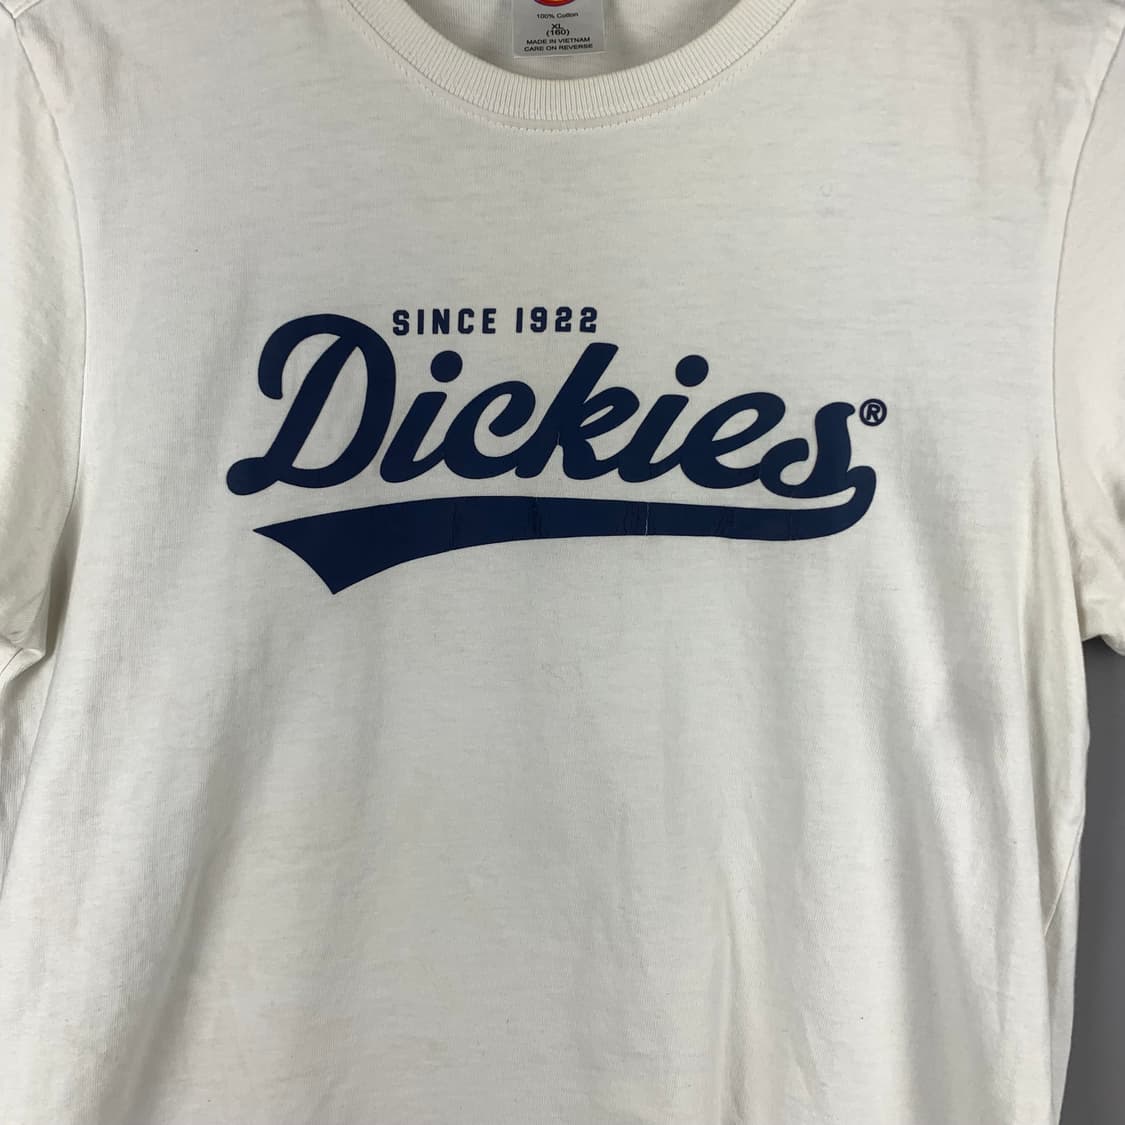 100% Cotton
XL
(160)
MADE IN VIETNAM
CARE ON REVERSE
SINCE 1922
Dickies®